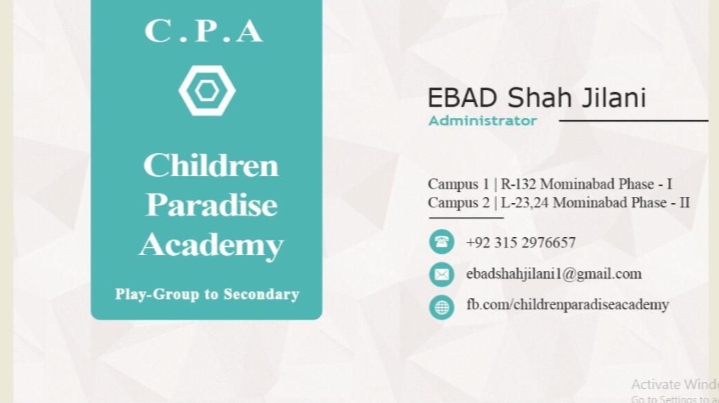 C.P.A
Children
Paradise
Academy
Play-Group to Secondary
EBAD Shah Jilani
Administrator
Campus 1 | R-132 Mominabad Phase - I
Campus 2 | L-23,24 Mominabad Phase - II
+92 315 2976657
ebadshahjilani1@gmail.com
fb.com/childrenparadiseacademy
Activate Wind
Go to Settings to a